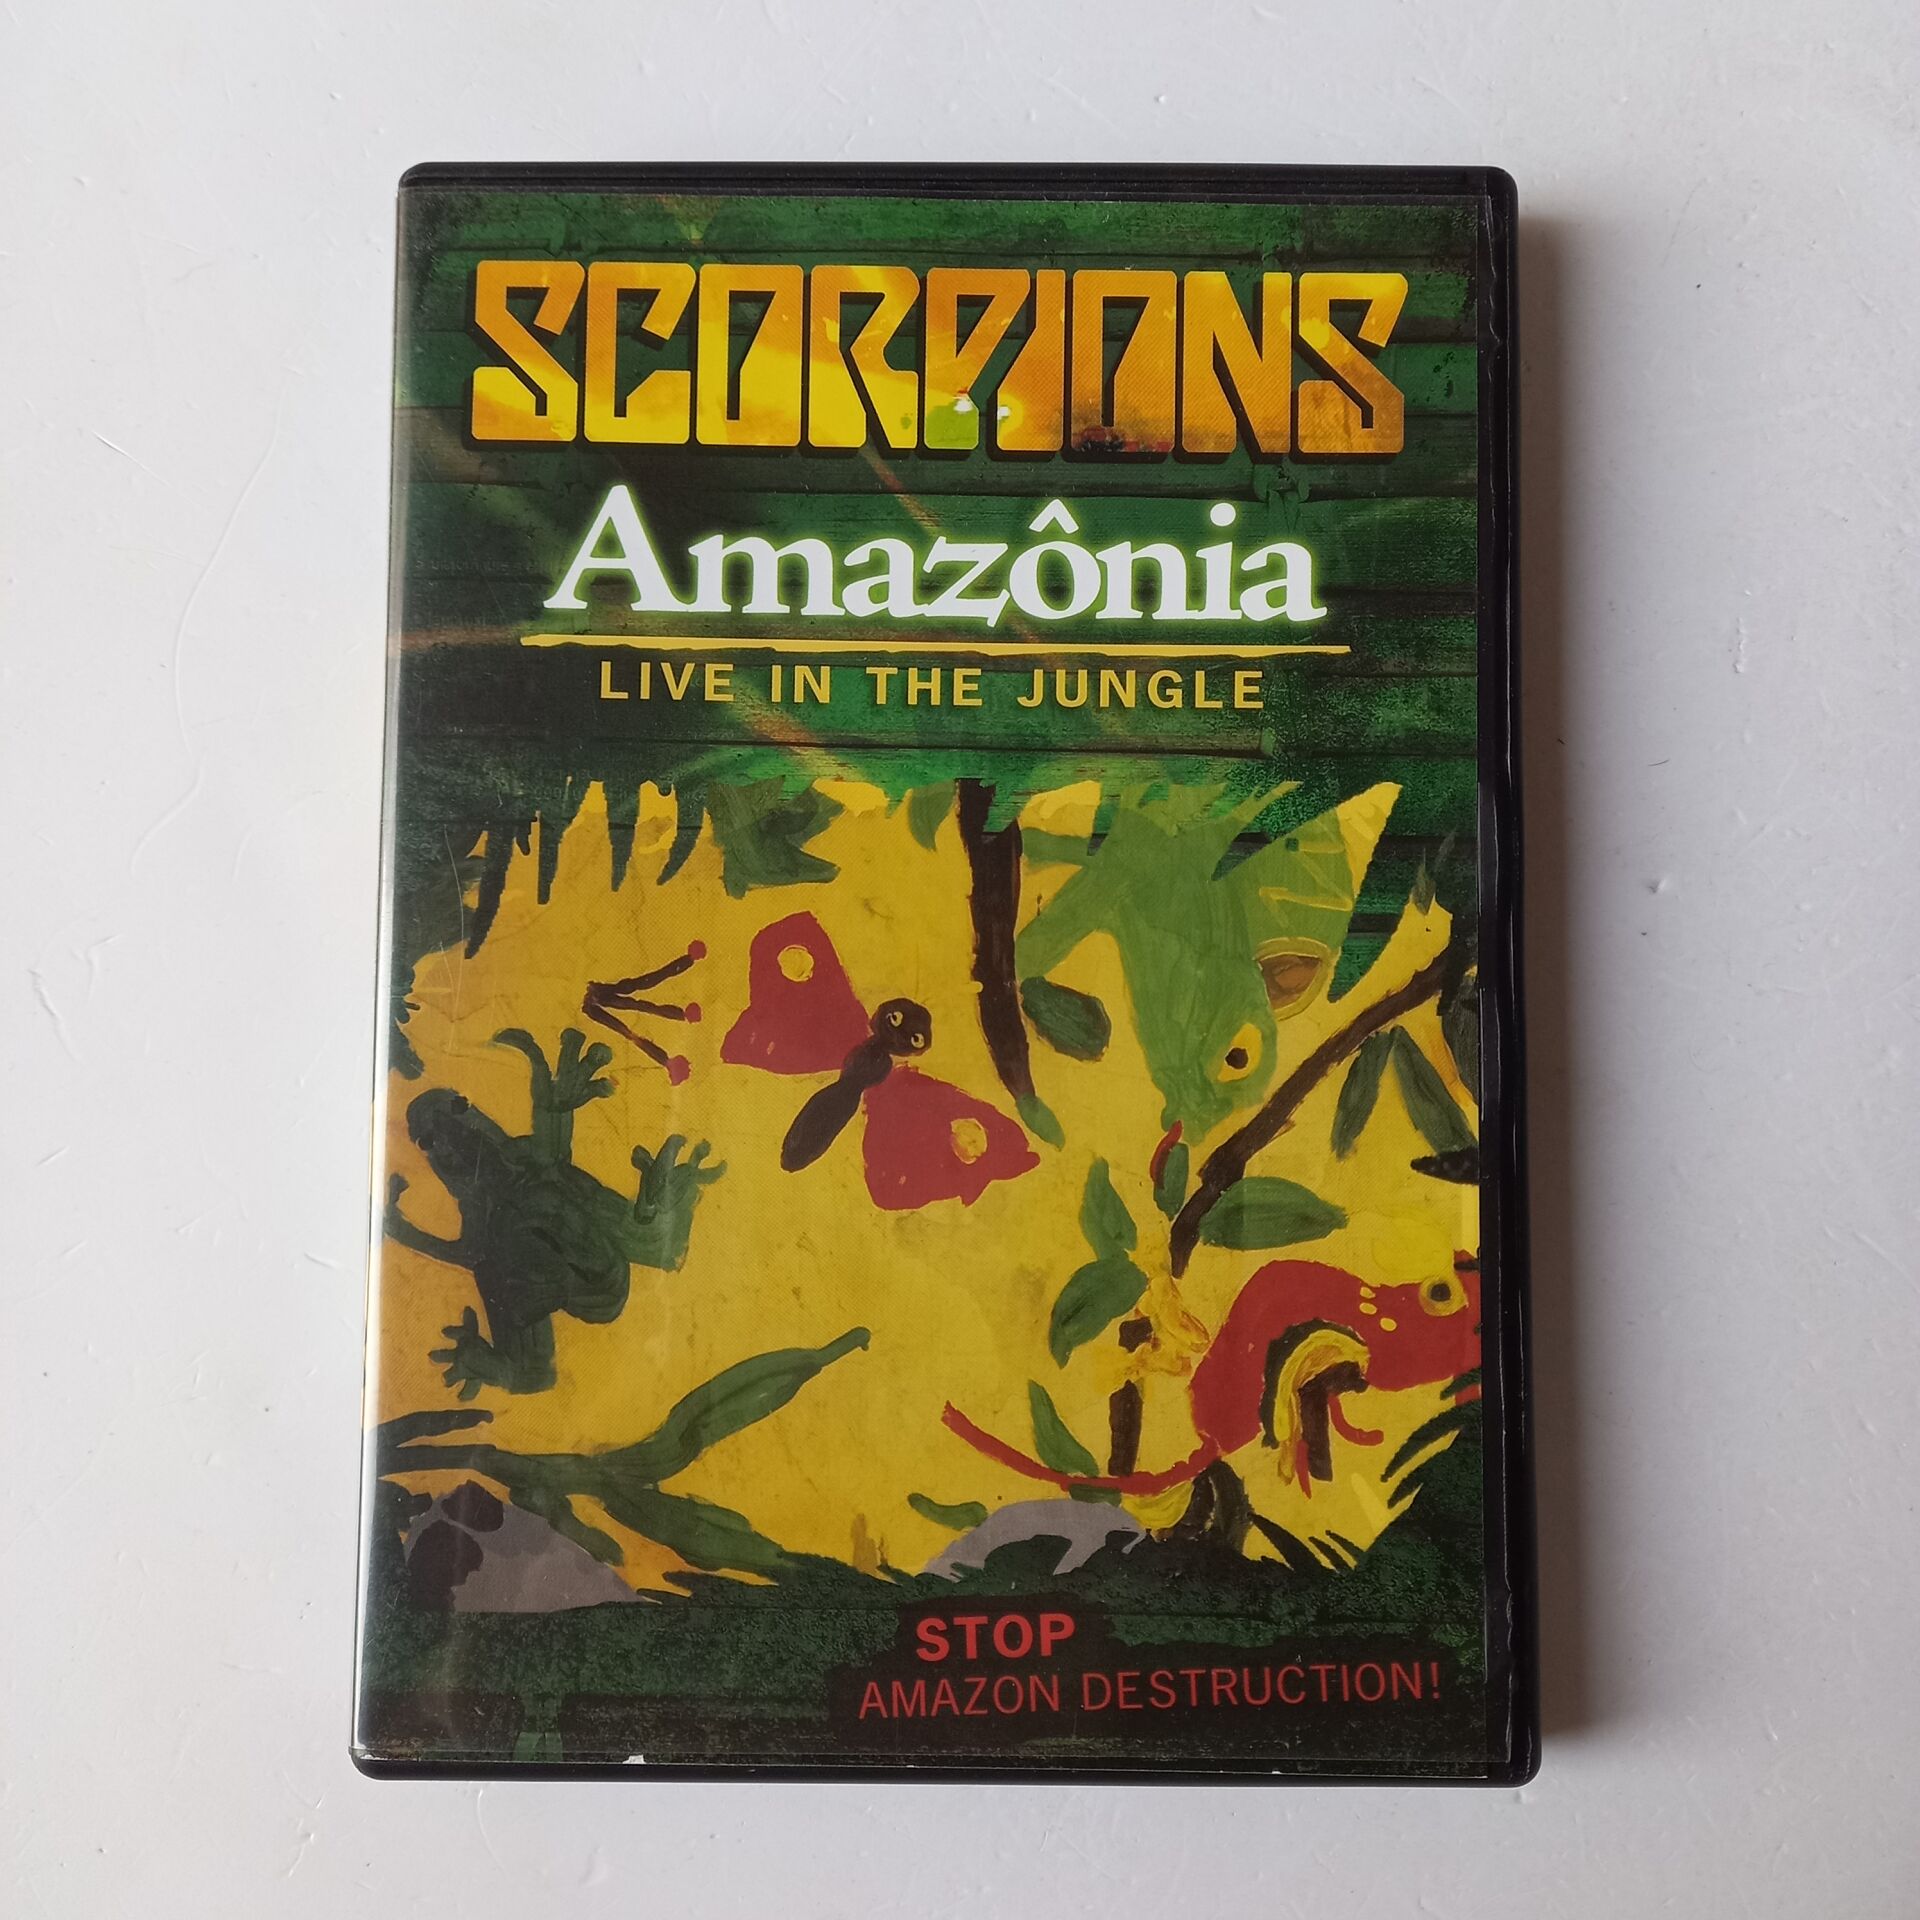 SCORPIONS
Amazônia
LIVE IN THE JUNGLE
STOP
AMAZON DESTRUCTION!